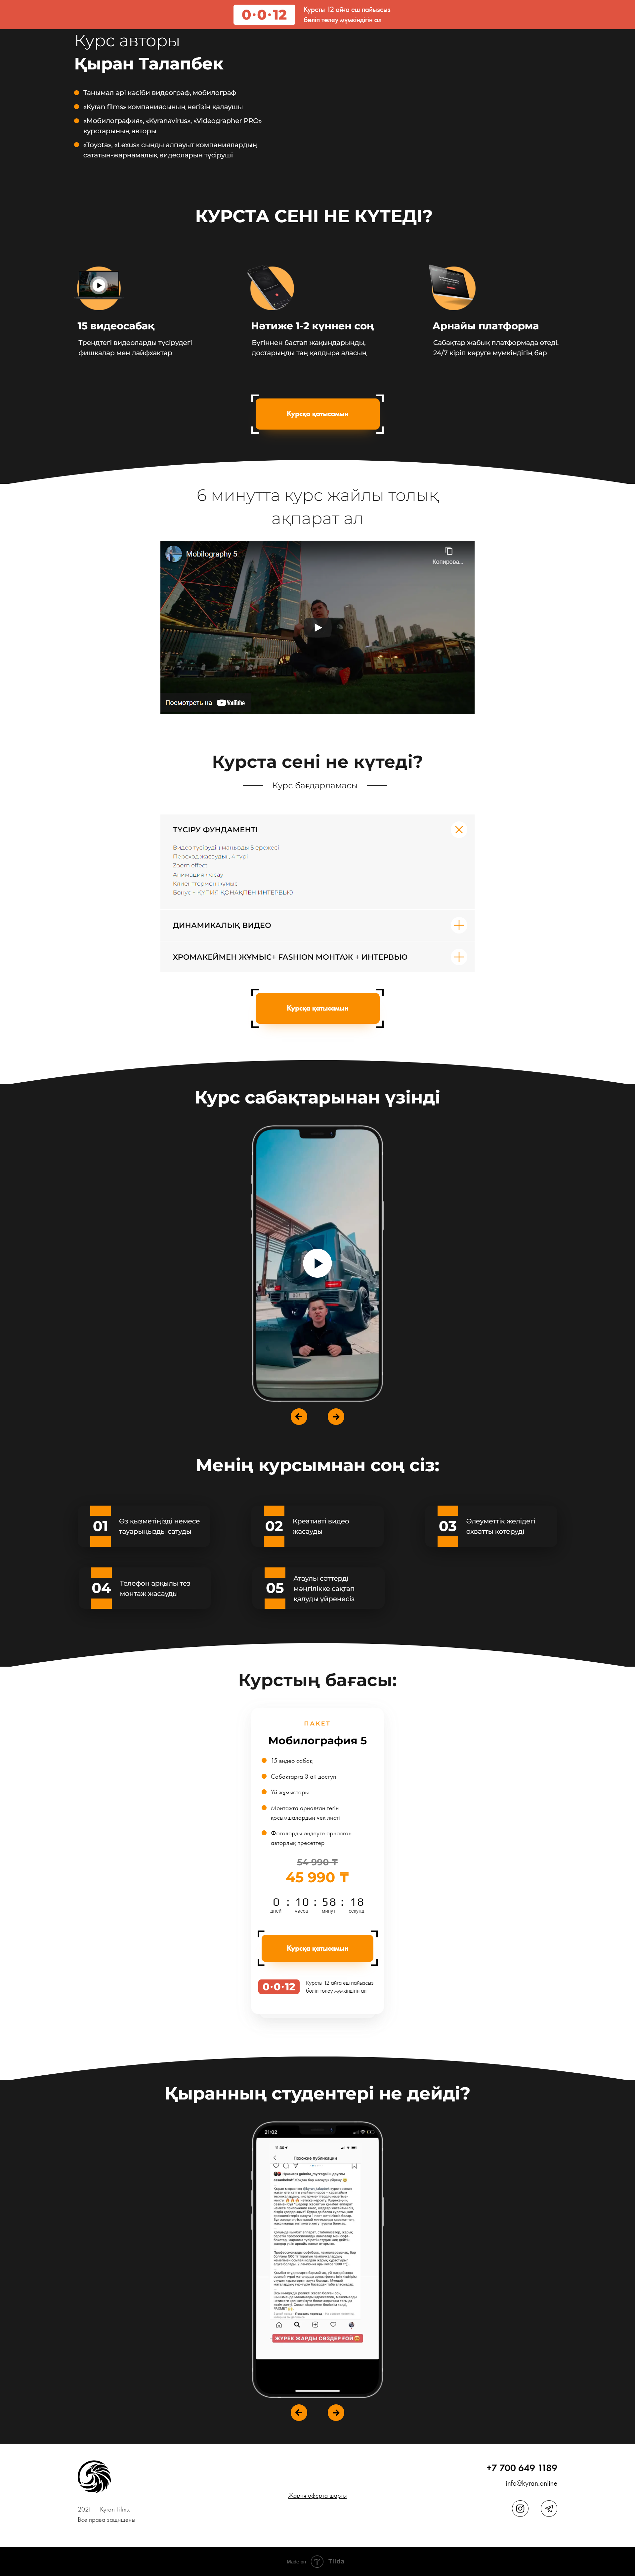 0·0·12
Курсты 12 айға еш пайызсыз
бөліп төлеу мүмкіндігін ал
Курс авторы
Қыран Талапбек
Танымал әрі кәсіби видеограф, мобилограф
«Kyran films» компаниясының негізін қалаушы
«Мобилография», «Kyranavirus», «Videographer PRO»
курстарының авторы
«Toyota», «Lexus» сынды алпауыт компаниялардың
сататын-жарнамалық видеоларын түсіруші
КУРСТА СЕНІ НЕ КҮТЕДІ?
15 видеосабақ
Трендтегі видеоларды түсірудегі
фишкалар мен лайфхактар
Нәтиже 1-2 күннен соң
Бүгіннен бастап жақындарыңды,
достарыңды таң қалдыра аласың
Арнайы платформа
Сабақтар жабық платформада өтеді.
24/7 кіріп көруге мүмкіндігің бар
Курсқа қатысамын
6 минутта курс жайлы толық
ақпарат ал
Mobilography 5
Копирова...
Посмотреть на YouTube
Курста сені не күтеді?
Курс бағдарламасы
ТҮСІРУ ФУНДАМЕНТІ
Видео түсірудің маңызды 5 ережесі
Переход жасаудың 4 түрі
Zoom effect
Анимация жасау
Клиенттермен жұмыс
Бонус + ҚҰПИЯ ҚОНАҚПЕН ИНТЕРВЬЮ
ДИНАМИКАЛЫҚ ВИДЕО
ХРОМАКЕЙМЕН ЖҰМЫС+ FASHION МОНТАЖ + ИНТЕРВЬЮ
Курсқа қатысамын
Курс сабақтарынан үзінді
Менің курсымнан соң сіз:
01
Өз қызметіңізді немесе
тауарыңызды сатуды
02
Креативті видео
жасауды
03
Әлеуметтік желідегі
охватты көтеруді
04
Телефон арқылы тез
монтаж жасауды
05
Атаулы сәттерді
мәңгілікке сақтап
қалуды үйренесіз
Курстың бағасы:
ПАКЕТ
Мобилография 5
15 видео сабақ
Сабақтарға 3 ай доступ
Үй жұмыстары
Монтажға арналған тегін
қосымшалардың чек листі
Фотоларды өңдеуге арналған
авторлық пресеттер
54 990 ₸
45 990 ₸
0 : 10 : 58 : 18
дней часов минут секунд
Курсқа қатысамын
0·0·12
Курсты 12 айға еш пайызсыз
бөліп төлеу мүмкіндігін ал
Қыранның студентері не дейді?
21:02
11:30
Похожие публикации
ЖҮРЕК ЖАРДЫ СӨЗДЕР ҒОЙ
2021 — Kyran Films.
Все права защищены
Жария оферта шарты
+7 700 649 1189
info@kyran.online
Made on Tilda